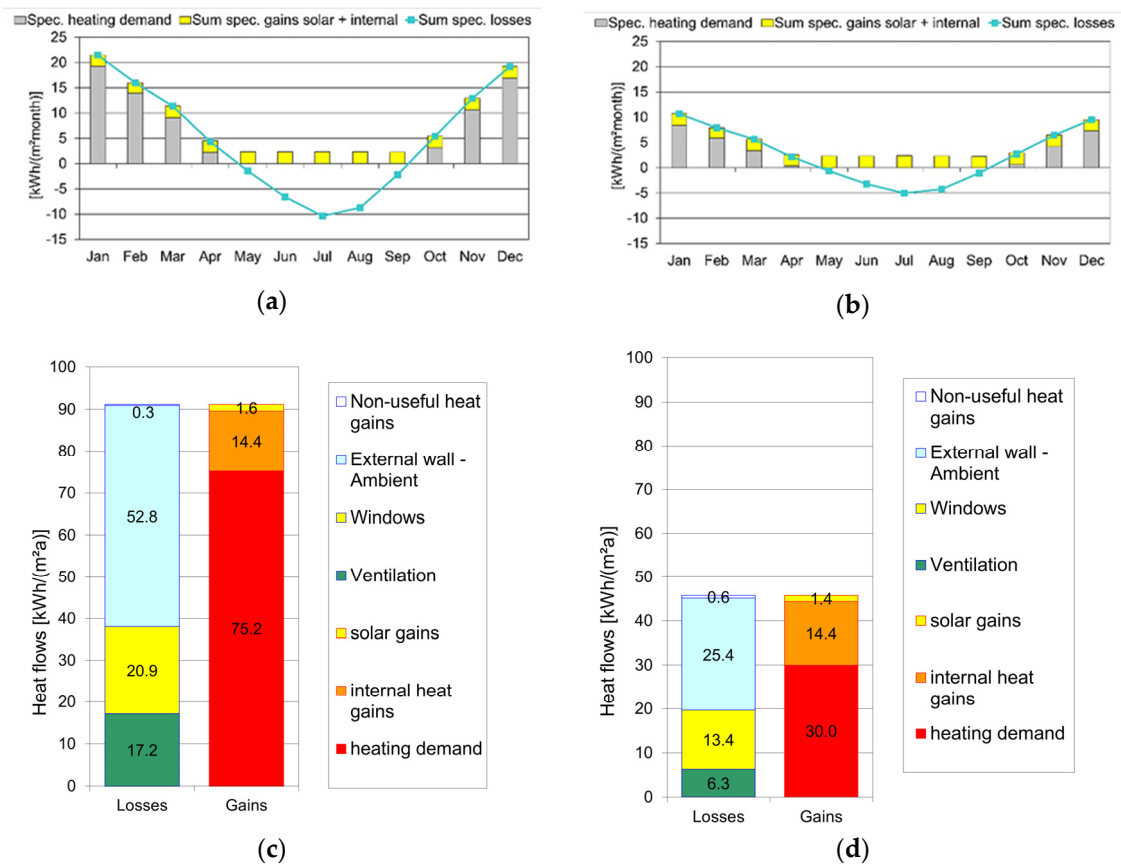 (a)
Spec. heating demand Sum spec. gains solar + internal Sum spec. losses
[kWh/(m²month)]
25
20
15
10
5
0
-5
-10
-15
Jan Feb Mar Apr May Jun Jul Aug Sep Oct Nov Dec
(a)
(b)
Spec. heating demand Sum spec. gains solar + internal Sum spec. losses
[kWh/(m²month)]
25
20
15
10
5
0
-5
-10
-15
Jan Feb Mar Apr May Jun Jul Aug Sep Oct Nov Dec
(b)
Heat flows [kWh/(m²a)]
100
90
80
70
60
50
40
30
20
10
0
0.3
52.8
20.9
17.2
1.6
14.4
75.2
Losses Gains
Non-useful heat
gains
External wall -
Ambient
Windows
Ventilation
solar gains
internal heat
gains
heating demand
(c)
Heat flows [kWh/(m²a)]
100
90
80
70
60
50
40
30
20
10
0
0.6
25.4
13.4
6.3
1.4
14.4
30.0
Losses Gains
Non-useful heat
gains
External wall -
Ambient
Windows
Ventilation
solar gains
internal heat
gains
heating demand
(d)